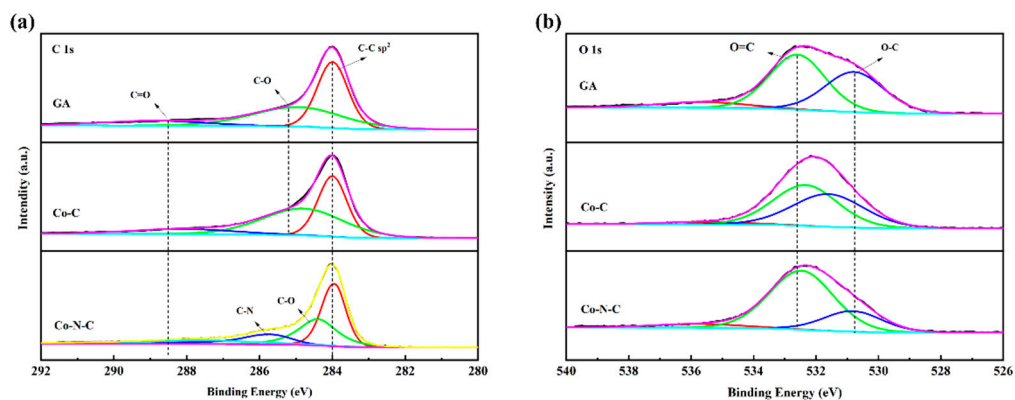 (a)
C 1s
C-C sp²
C-O
C=O
GA
Co-C
C-O
C-N
Co-N-C
Intendity (a.u.)
292 290 288 286 284 282 280
Binding Energy (eV)
(b)
O 1s
O=C
O-C
GA
Co-C
Co-N-C
Intensity (a.u.)
540 538 536 534 532 530 528 526
Binding Energy (eV)